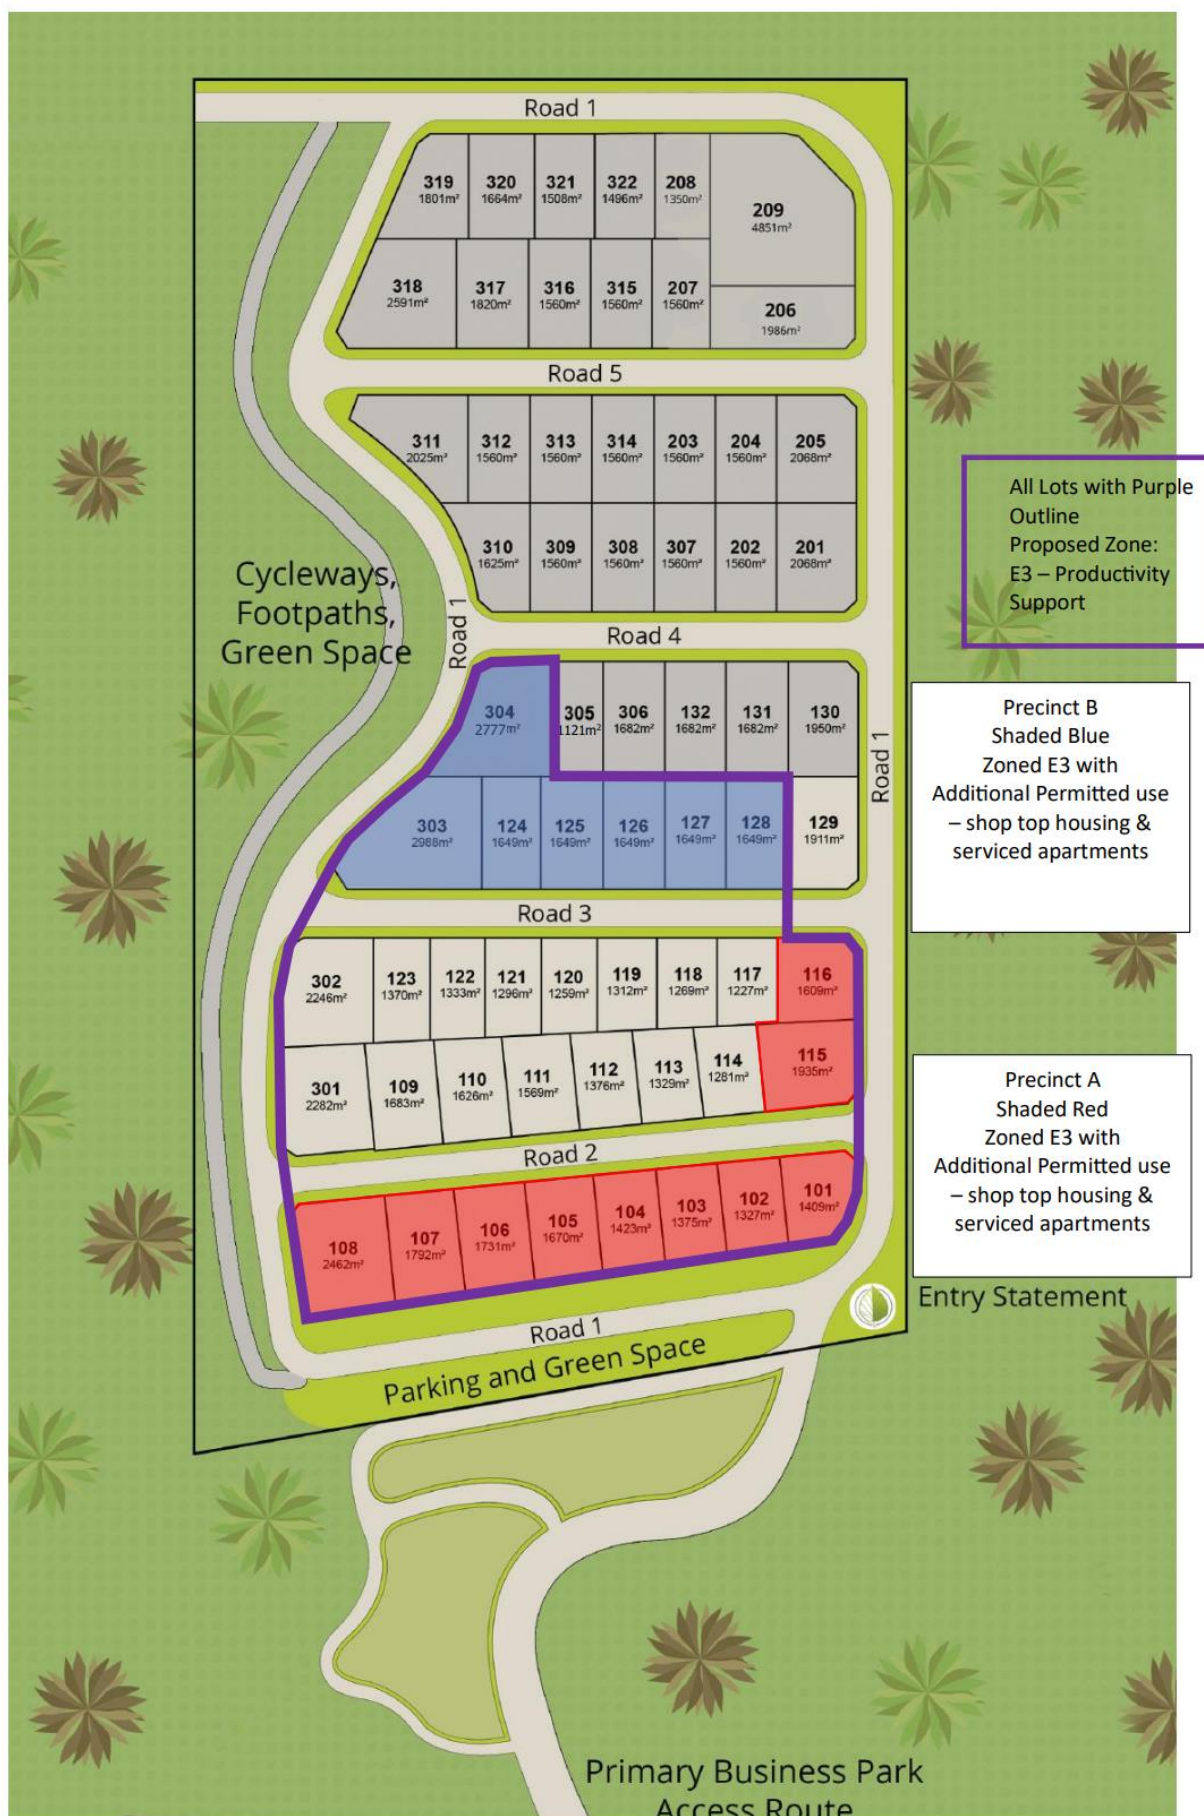 Road 1
319
1801m²
320
1664m²
321
1508m²
322
1496m²
208
1350m²
209
4851m²
318
2591m²
317
1820m²
316
1560m²
315
1560m²
207
1560m²
206
1986m²
Road 5
311
2025m²
312
1560m²
313
1560m²
314
1560m²
203
1560m²
204
1560m²
205
2068m²
310
1625m²
309
1560m²
308
1560m²
307
1560m²
202
1560m²
201
2068m²
All Lots with Purple
Outline
Proposed Zone:
E3 – Productivity
Support
Cycleways,
Footpaths,
Green Space
Road 1
Road 4
304
2777m²
305
1121m²
306
1682m²
132
1682m²
131
1682m²
130
1950m²
Road 1
Precinct B
Shaded Blue
Zoned E3 with
Additional Permitted use
– shop top housing &
serviced apartments
303
2988m²
124
1649m²
125
1649m²
126
1649m²
127
1649m²
128
1649m²
129
1911m²
Road 3
302
2246m²
123
1370m²
122
1333m²
121
1296m²
120
1259m²
119
1312m²
118
1269m²
117
1227m²
116
1609m²
301
2282m²
109
1683m²
110
1626m²
111
1569m²
112
1376m²
113
1329m²
114
1281m²
115
1935m²
Precinct A
Shaded Red
Zoned E3 with
Additional Permitted use
– shop top housing &
serviced apartments
Road 2
108
2462m²
107
1792m²
106
1731m²
105
1670m²
104
1423m²
103
1375m²
102
1327m²
101
1409m²
Entry Statement
Road 1
Parking and Green Space
Primary Business Park
Access Route